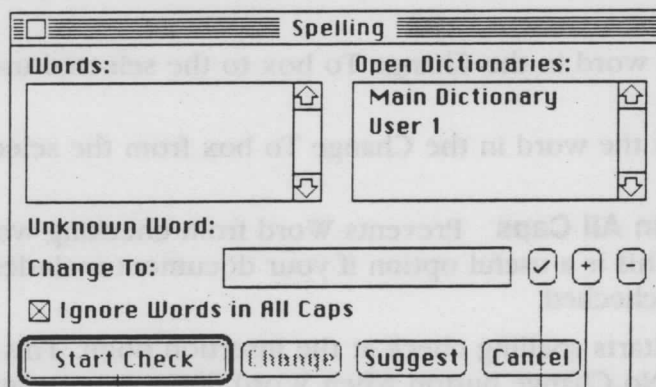 Spelling
Words:
Open Dictionaries:
Main Dictionary
User 1
Unknown Word:
Change To:
✓ +
☒ Ignore Words in All Caps
Start Check
Suggest
Cancel